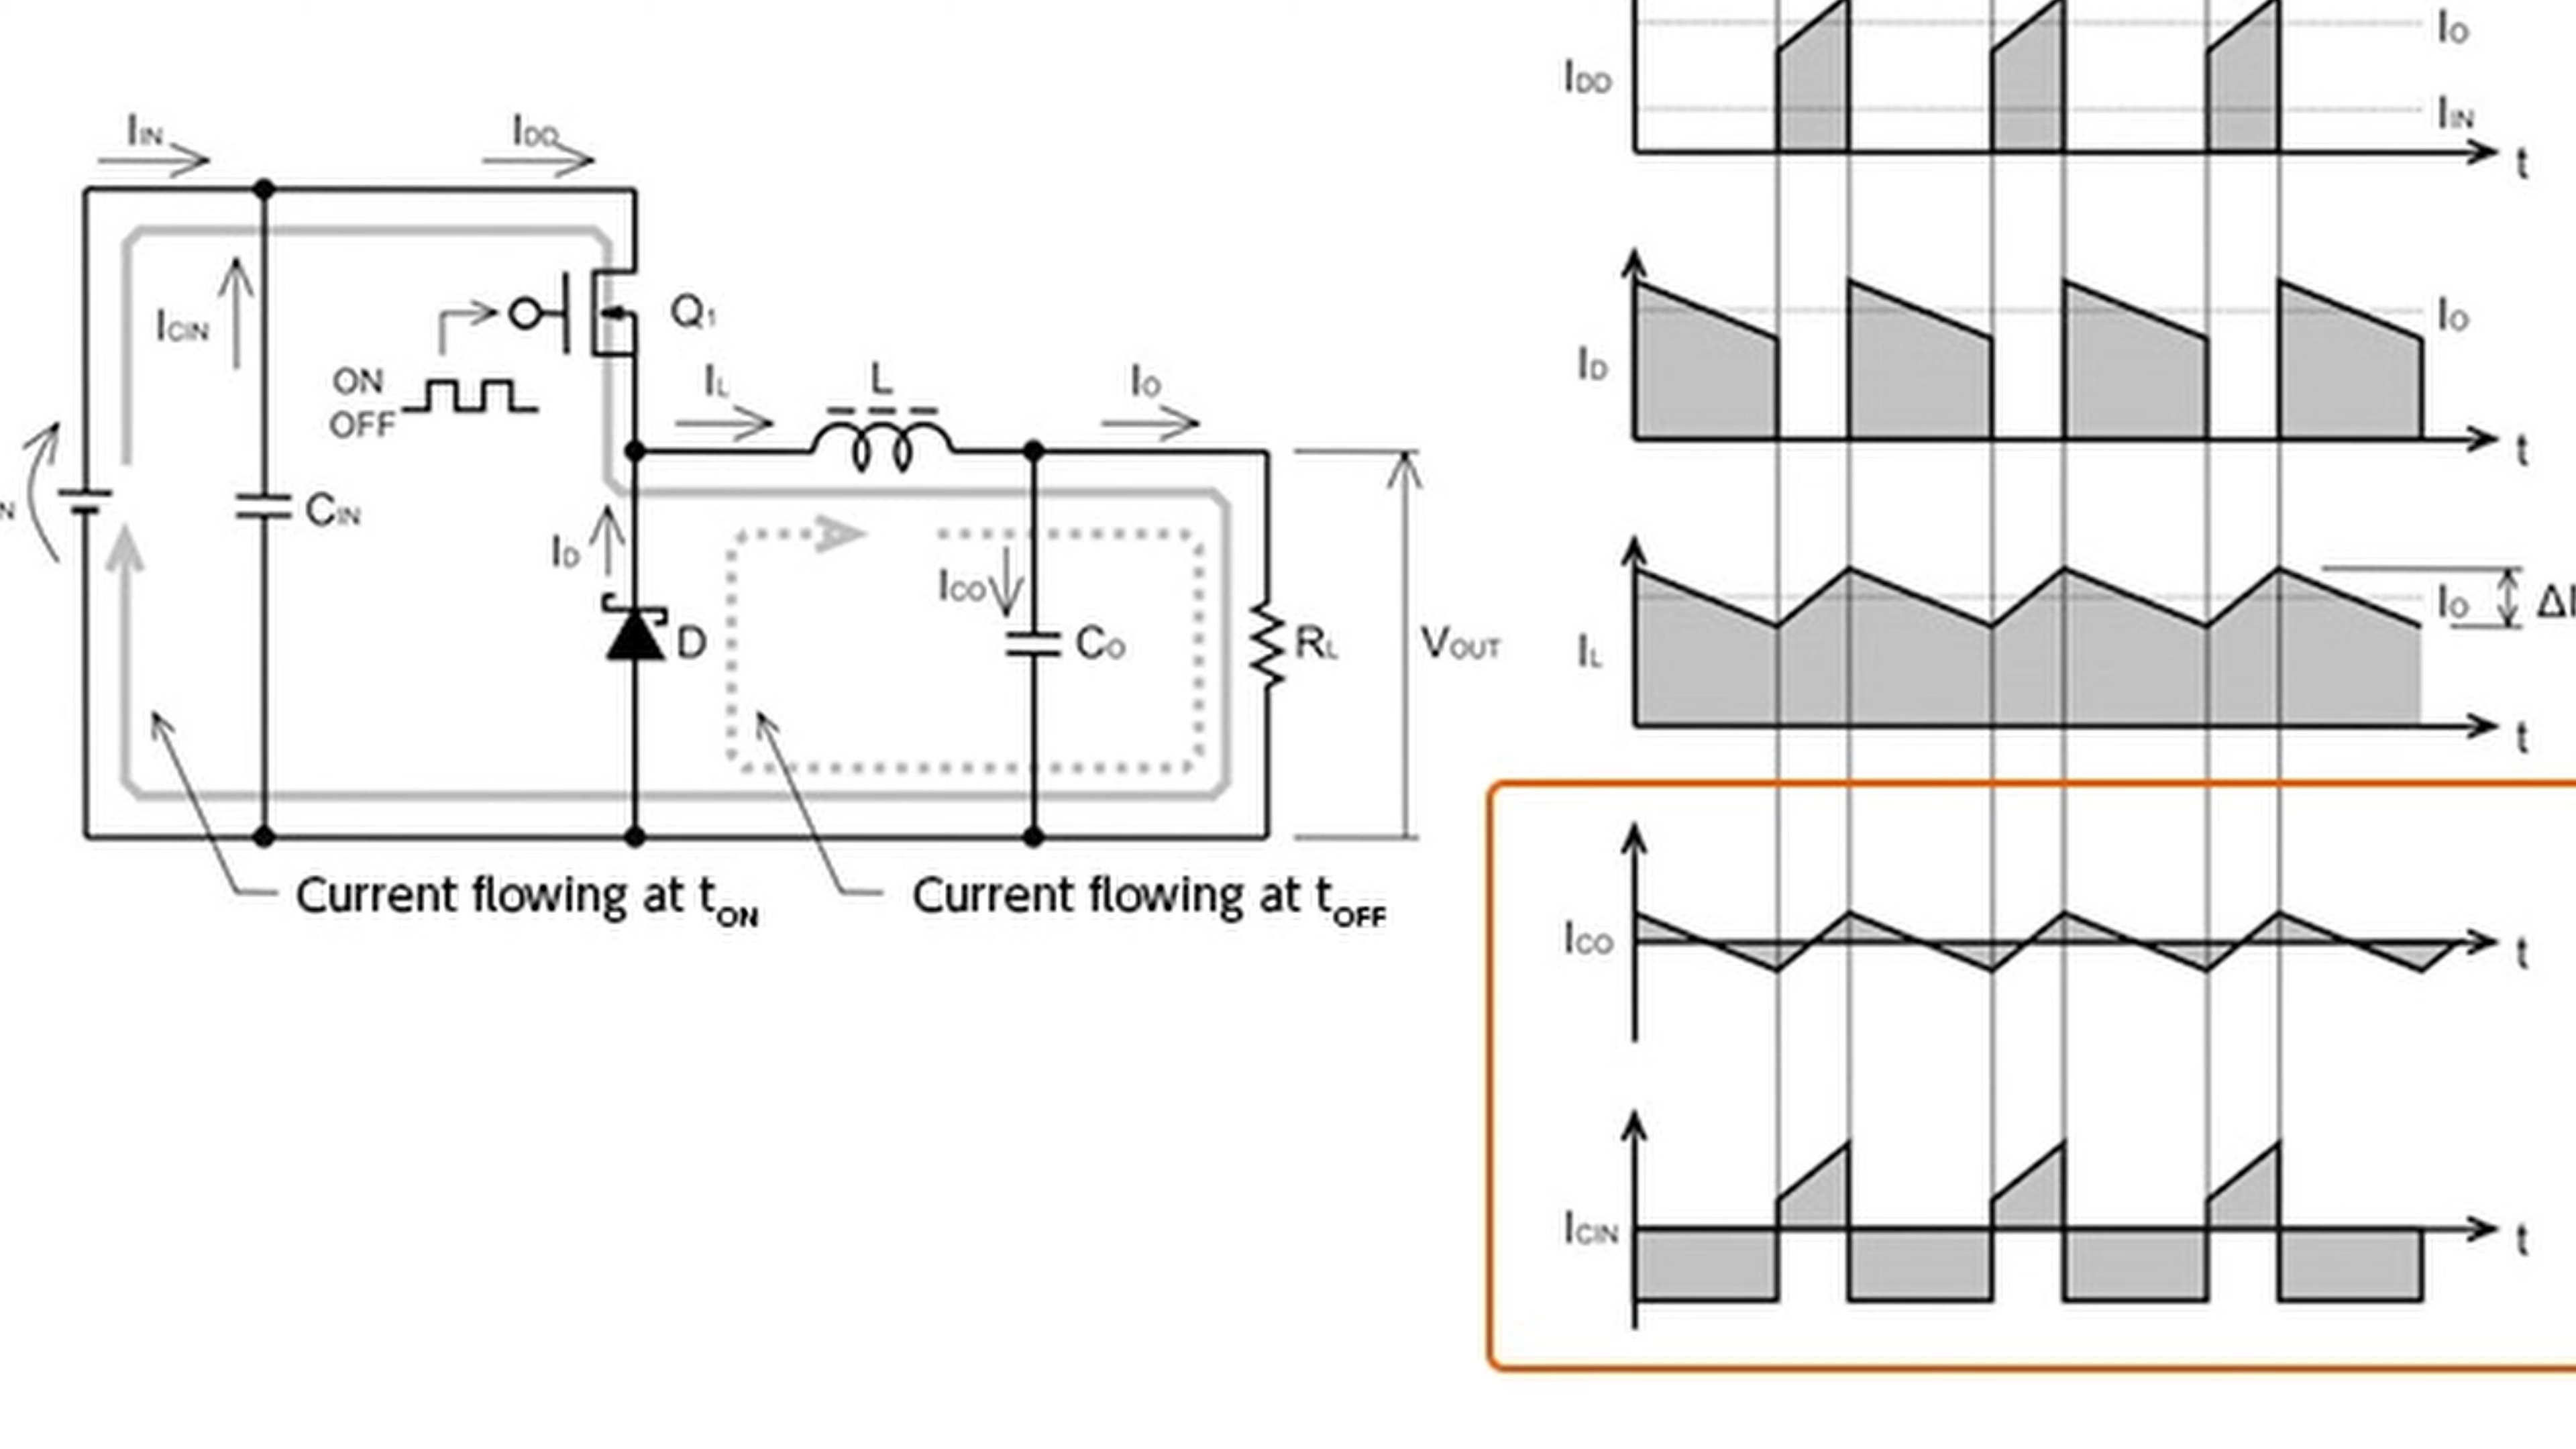 IIN
IDD
ICIN
Q1
ON
OFF
IL
L
IO
N
CIN
ID
ICO
D
CO
RL
VOUT
Current flowing at tON
Current flowing at tOFF
IO
IDD
IIN
t
IO
ID
t
IO
ΔI
IL
t
ICO
t
ICIN
t